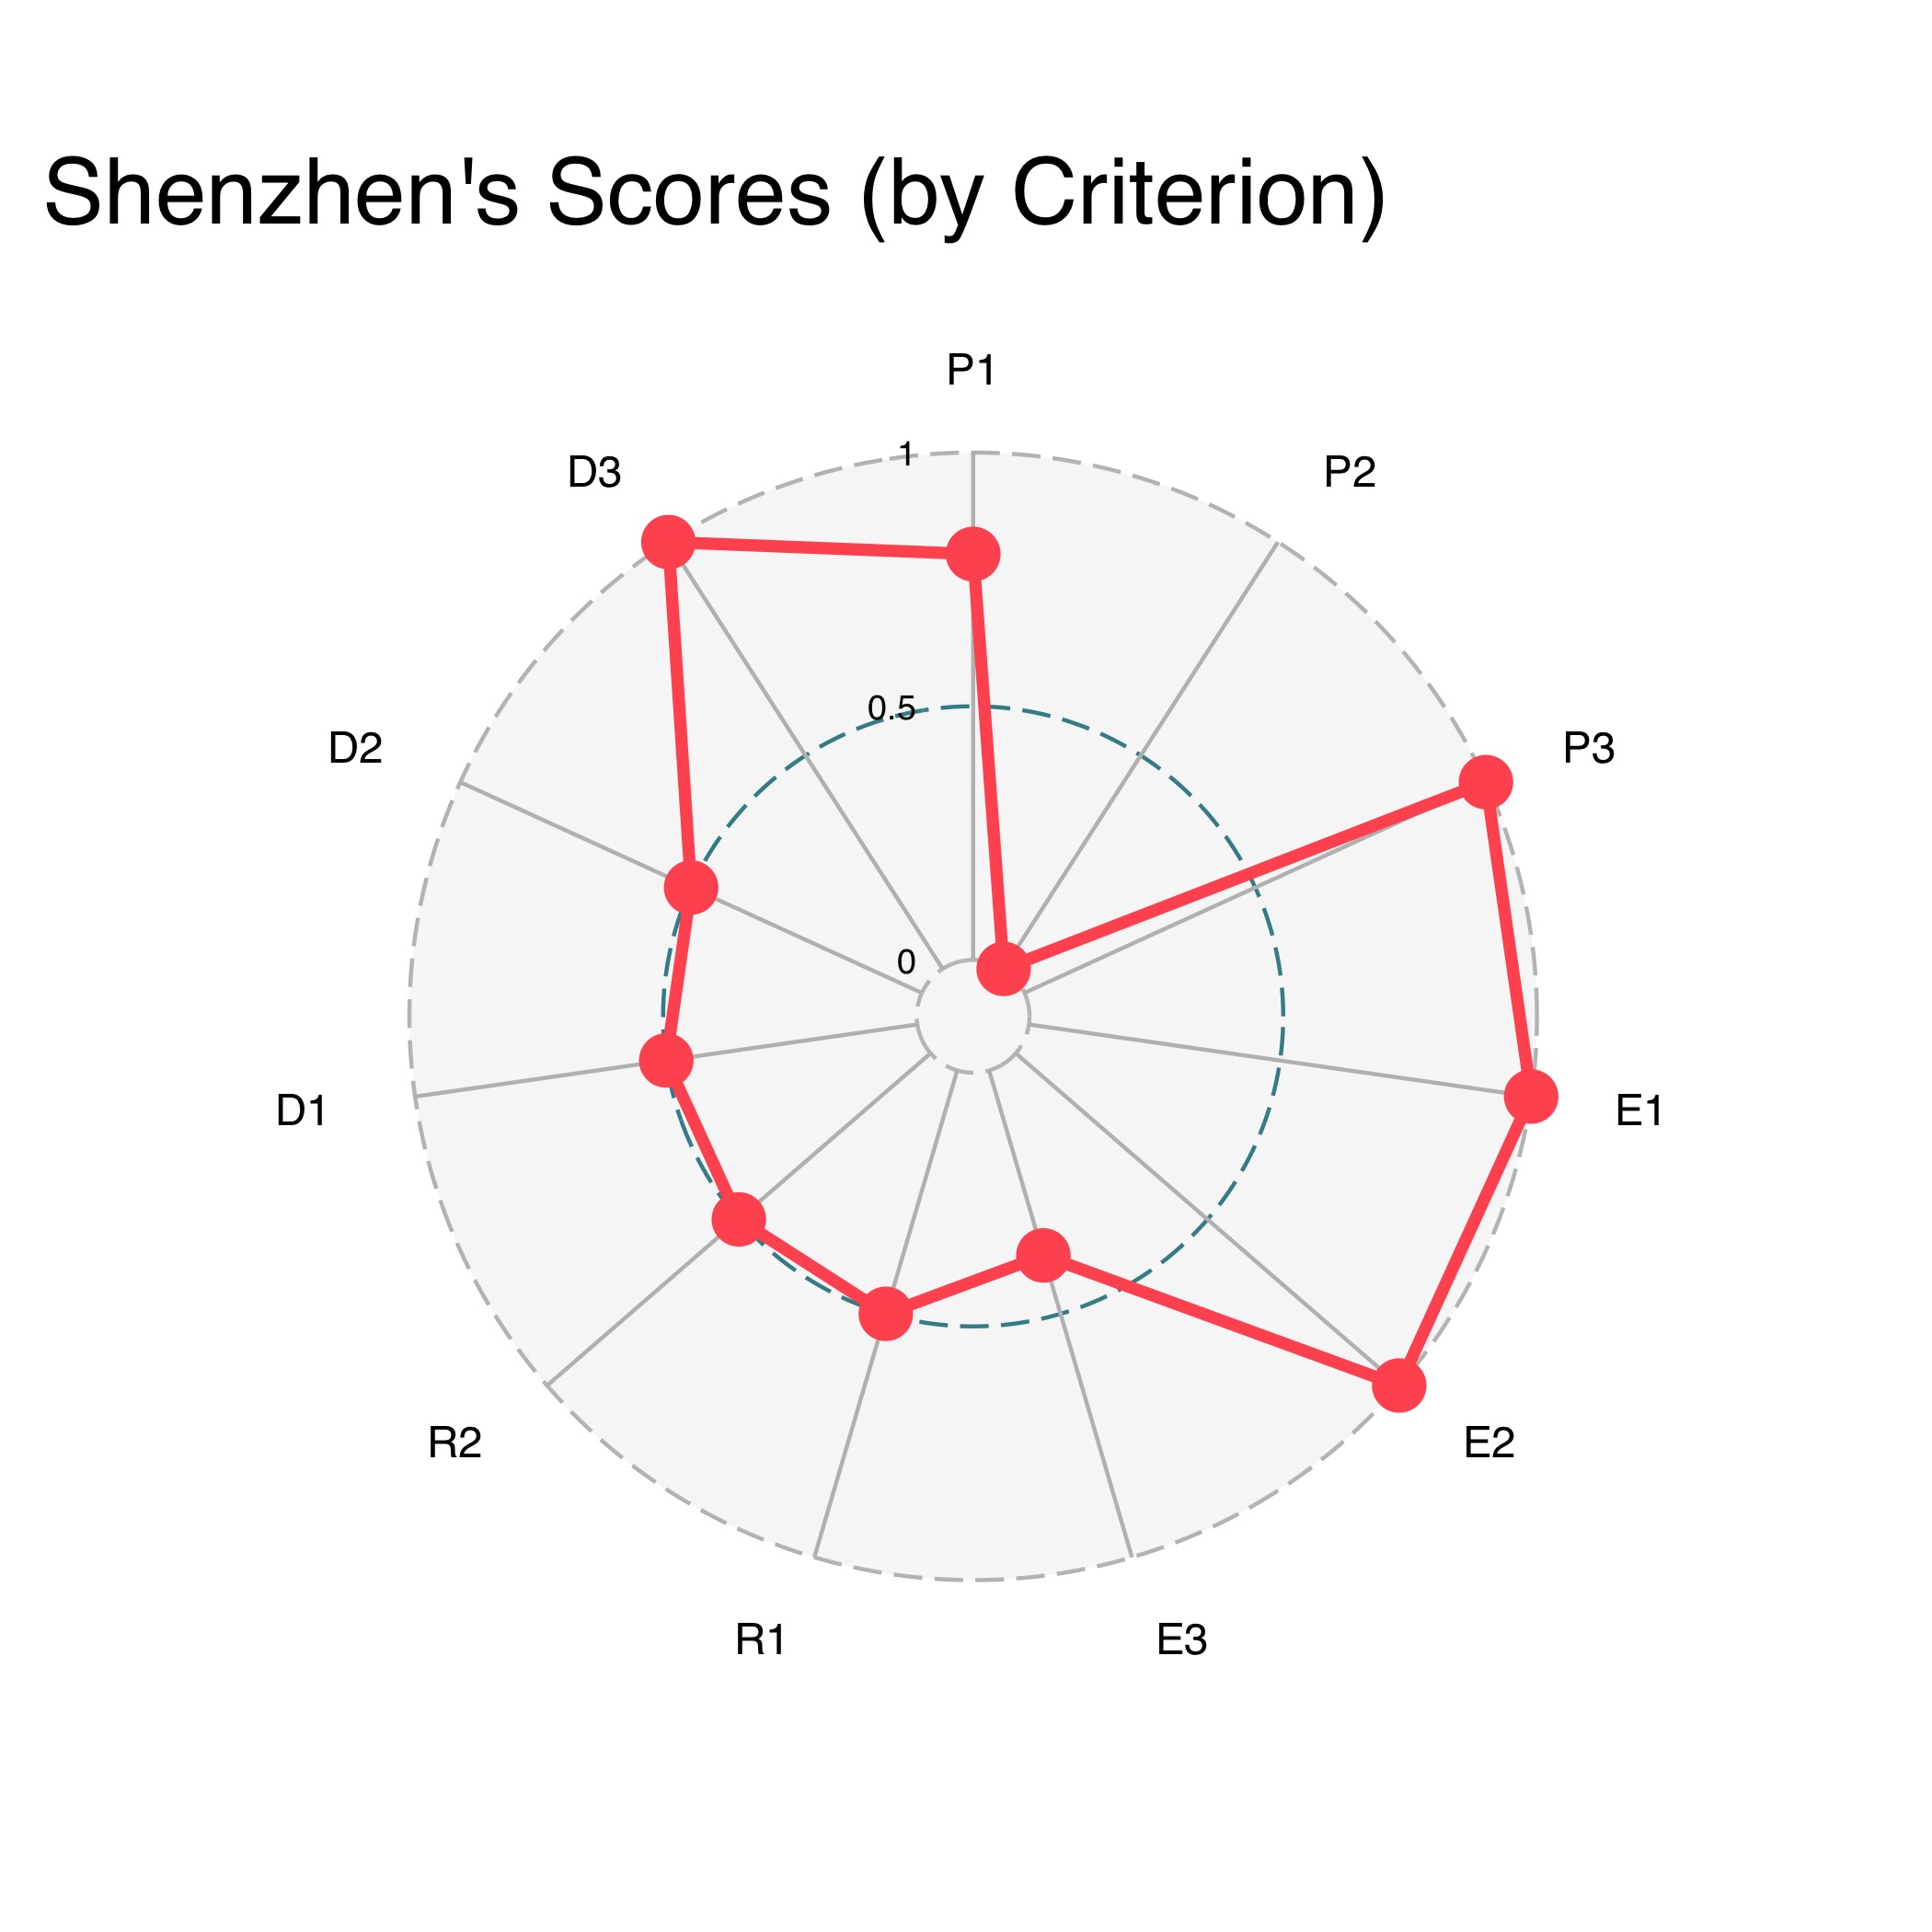 Shenzhen's Scores (by Criterion)
P1
1
D3
P2
0.5
D2
P3
0
D1
E1
R2
E2
R1
E3